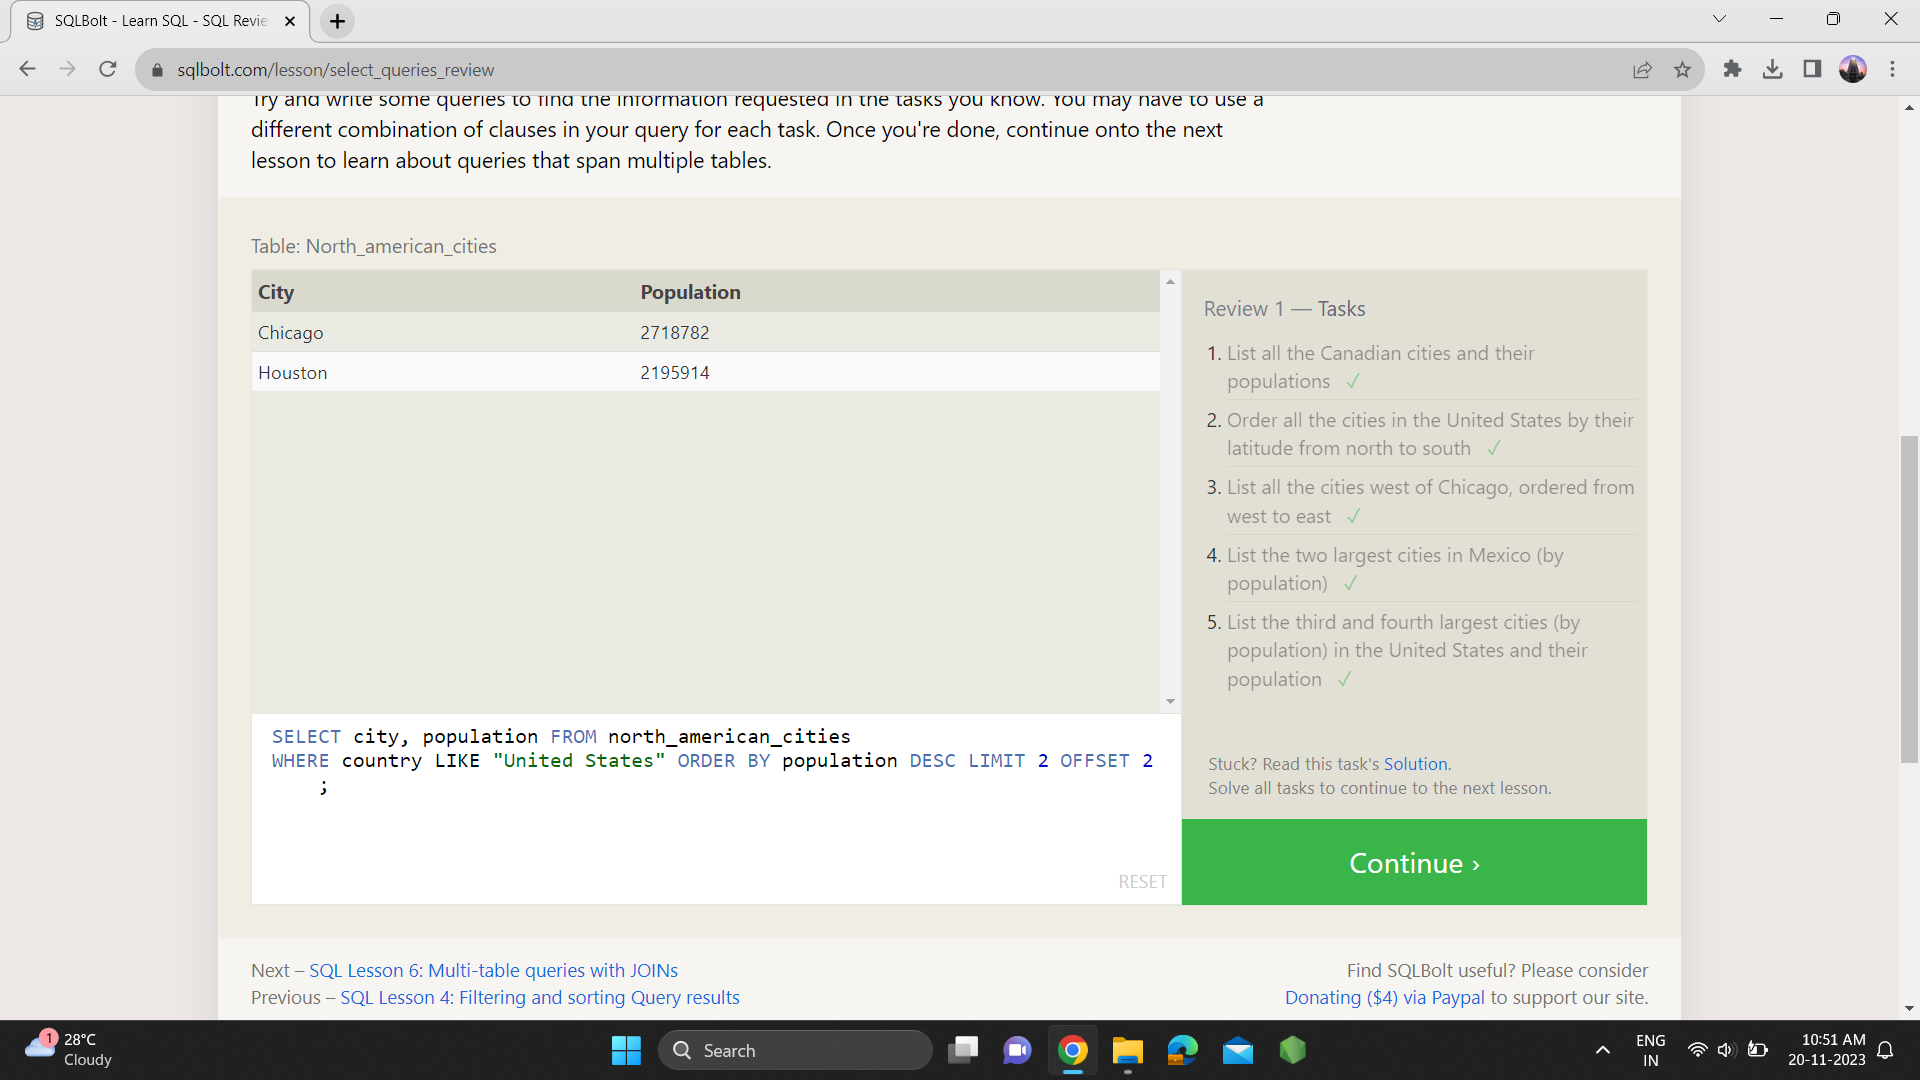 SQLBolt - Learn SQL - SQL Revie
sqlbolt.com/lesson/select_queries_review
Try and write some queries to find the information requested in the tasks you know. You may have to use a
different combination of clauses in your query for each task. Once you're done, continue onto the next
lesson to learn about queries that span multiple tables.
Table: North_american_cities
City Population
Chicago 2718782
Houston 2195914
SELECT city, population FROM north_american_cities
WHERE country LIKE "United States" ORDER BY population DESC LIMIT 2 OFFSET 2
;
RESET
Review 1 — Tasks
1. List all the Canadian cities and their
populations ✓
2. Order all the cities in the United States by their
latitude from north to south ✓
3. List all the cities west of Chicago, ordered from
west to east ✓
4. List the two largest cities in Mexico (by
population) ✓
5. List the third and fourth largest cities (by
population) in the United States and their
population ✓
Stuck? Read this task's Solution.
Solve all tasks to continue to the next lesson.
Continue ›
Next – SQL Lesson 6: Multi-table queries with JOINs
Previous – SQL Lesson 4: Filtering and sorting Query results
Find SQLBolt useful? Please consider
Donating ($4) via Paypal to support our site.
1
28°C
Cloudy
Search
ENG
IN
10:51 AM
20-11-2023